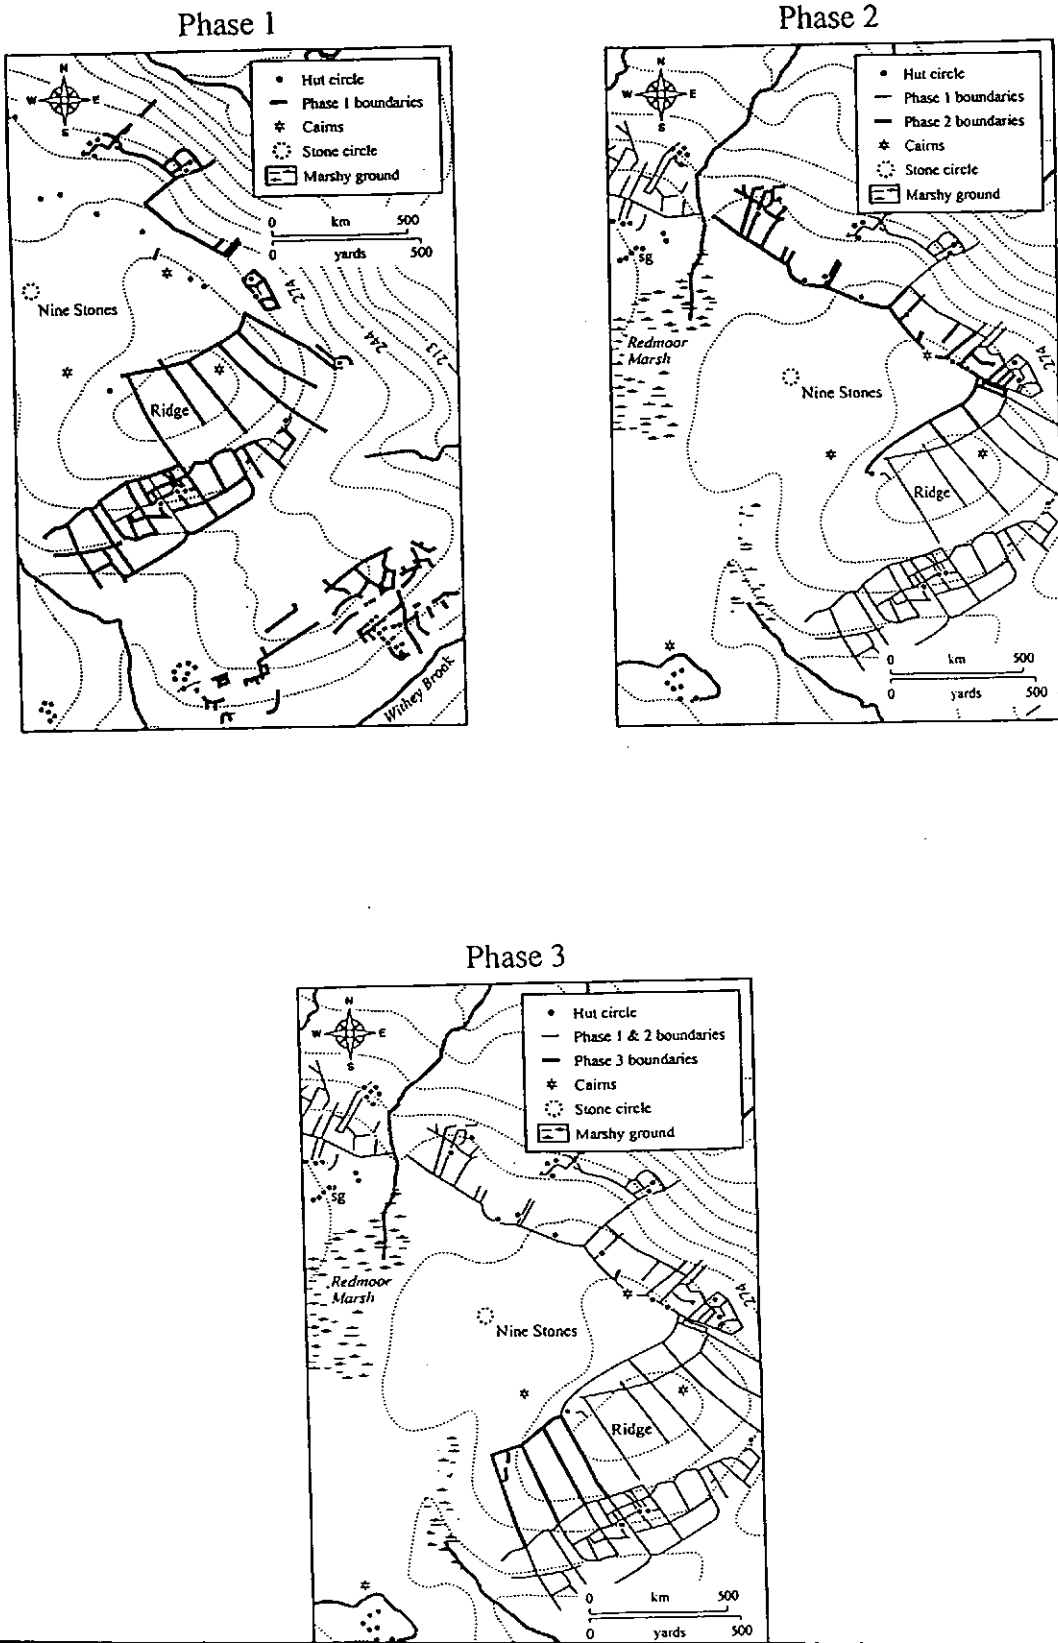 Phase 1
N
W E
S
Hut circle
Phase 1 boundaries
Cairns
Stone circle
Marshy ground
0 km 500
0 yards 500
274
244
213
Nine Stones
Ridge
Withey Brook
Phase 2
N
W E
S
Hut circle
Phase 1 boundaries
Phase 2 boundaries
Cairns
Stone circle
Marshy ground
sg
Redmoor
Marsh
274
Nine Stones
Ridge
0 km 500
0 yards 500
Phase 3
N
W E
S
Hut circle
Phase 1 & 2 boundaries
Phase 3 boundaries
Cairns
Stone circle
Marshy ground
sg
Redmoor
Marsh
274
Nine Stones
Ridge
0 km 500
0 yards 500